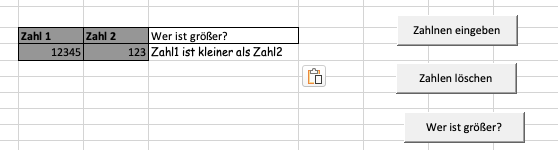 Zahlnen eingeben
Zahl 1 Zahl 2 Wer ist größer?
12345 123 Zahl1 ist kleiner als Zahl2
Zahlen löschen
Wer ist größer?